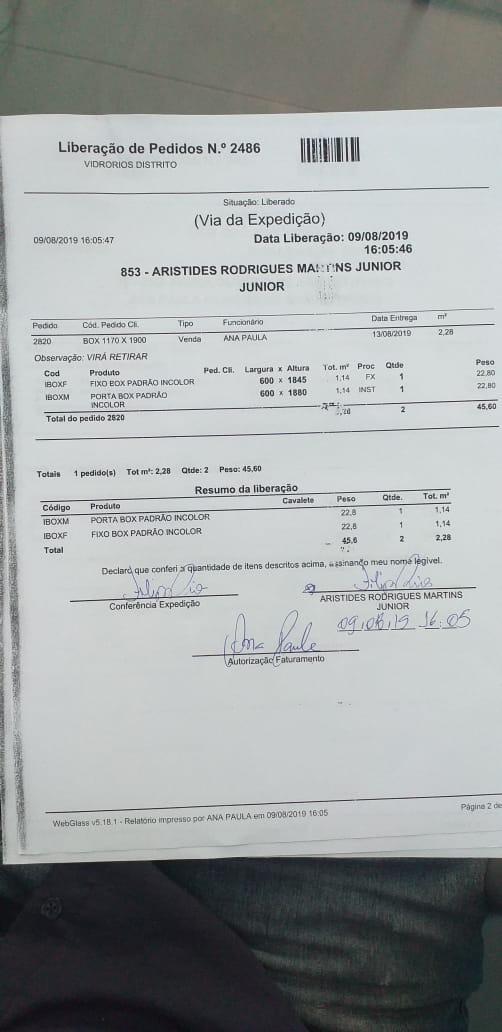 Liberação de Pedidos N.º 2486
VIDRORIOS DISTRITO
Situação: Liberado
(Via da Expedição)
09/08/2019 16:05:47
Data Liberação: 09/08/2019
16:05:46
853 - ARISTIDES RODRIGUES MARTINS JUNIOR
JUNIOR
Pedido Cód. Pedido Cli. Tipo Funcionário Data Entrega m²
2820 BOX 1170 X 1900 Venda ANA PAULA 13/08/2019 2,28
Observação: VIRÁ RETIRAR
Cod Produto Ped. Cli. Largura x Altura Tot. m² Proc Qtde Peso
IBOXF FIXO BOX PADRÃO INCOLOR 600 x 1845 1,14 FX 1 22,80
IBOXM PORTA BOX PADRÃO 600 x 1880 1,14 INST 1 22,80
INCOLOR
Total do pedido 2820 2 45,60
Totais 1 pedido(s) Tot m²: 2,28 Qtde: 2 Peso: 45,60
Resumo da liberação
Código Produto Cavalete Peso Qtde. Tot. m²
IBOXM PORTA BOX PADRÃO INCOLOR 22,8 1 1,14
IBOXF FIXO BOX PADRÃO INCOLOR 22,8 1 1,14
Total 45,6 2 2,28
Declaro que conferi a quantidade de itens descritos acima, assinando meu nome legível.
Conferência Expedição
ARISTIDES RODRIGUES MARTINS
JUNIOR
09,08,19 16:05
Ana Paula
Autorização Faturamento
WebGlass v5.18.1 - Relatório impresso por ANA PAULA em 09/08/2019 16:05
Página 2 de